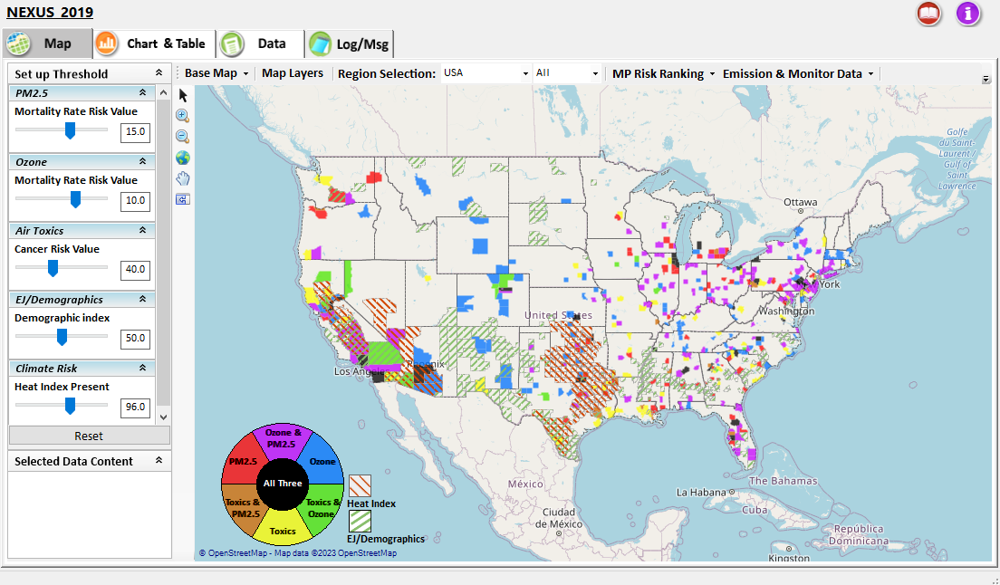 NEXUS 2019
Map
Chart & Table
Data
Log/Msg
Set up Threshold
PM2.5
Mortality Rate Risk Value
15.0
Ozone
Mortality Rate Risk Value
10.0
Air Toxics
Cancer Risk Value
40.0
EJ/Demographics
Demographic index
50.0
Climate Risk
Heat Index Present
96.0
Reset
Selected Data Content
Base Map
Map Layers
Region Selection:
USA
All
MP Risk Ranking
Emission & Monitor Data
Golfe
du Saint-
Laurent /
Gulf of
Saint
Lawrence
Ottawa
York
Washington
United States
Phoenix
Los Angeles
México
Ciudad
de México
La Habana
The Bahamas
Cuba
República
Dominicana
Kingston
Ozone &
PM2.5
PM2.5
Ozone
All Three
Toxics &
PM2.5
Toxics &
Ozone
Toxics
Heat Index
EJ/Demographics
© OpenStreetMap - Map data ©2023 OpenStreetMap